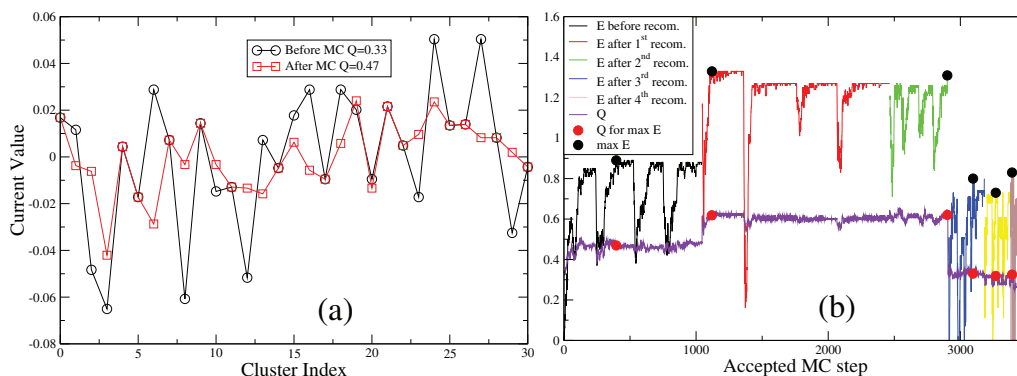 0.06
0.04
0.02
0
-0.02
-0.04
-0.06
-0.08
Current Value
0 5 10 15 20 25 30
Cluster Index
Before MC Q=0.33
After MC Q=0.47
(a)
1.6
1.4
1.2
1
0.8
0.6
0.4
0.2
0
0 1000 2000 3000
Accepted MC step
E before recom.
E after 1st recom.
E after 2nd recom.
E after 3rd recom.
E after 4th recom.
Q
Q for max E
max E
(b)